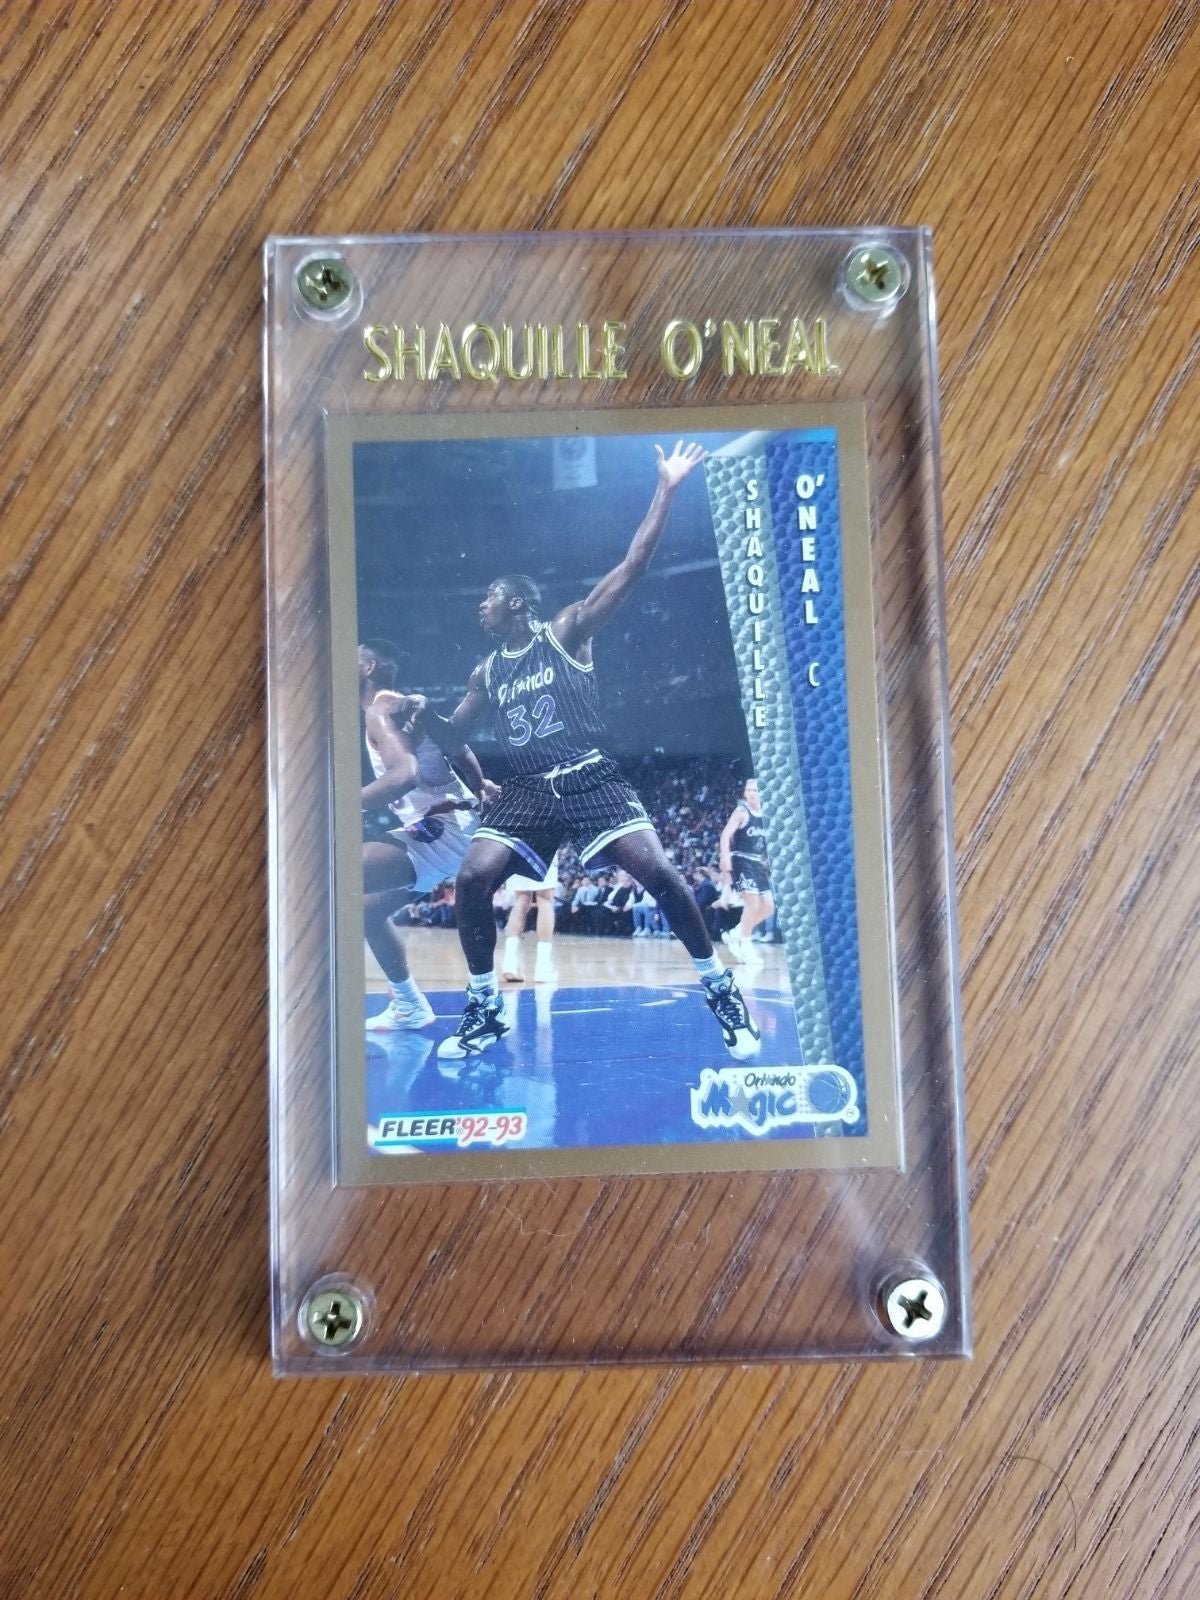 SHAQUILLE O'NEAL
SHAQUILLE
O'NEAL C
Orlando
32
Orlando
Magic
FLEER '92-93